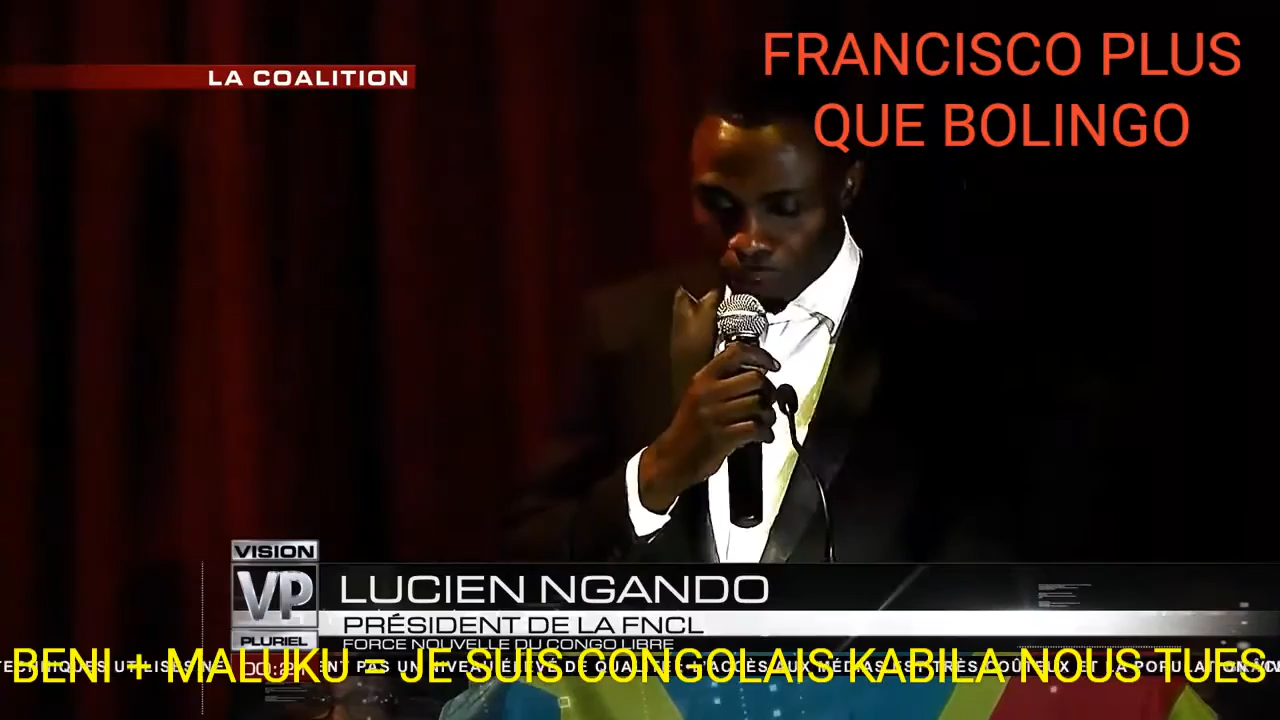 FRANCISCO PLUS
QUE BOLINGO
LA COALITION
VISION
VP
PLURIEL
LUCIEN NGANDO
PRÉSIDENT DE LA FNCL
FORCE NOUVELLE DU CONGO LIBRE
BENI + MALUKU = JE SUIS CONGOLAIS KABILA NOUS TUES